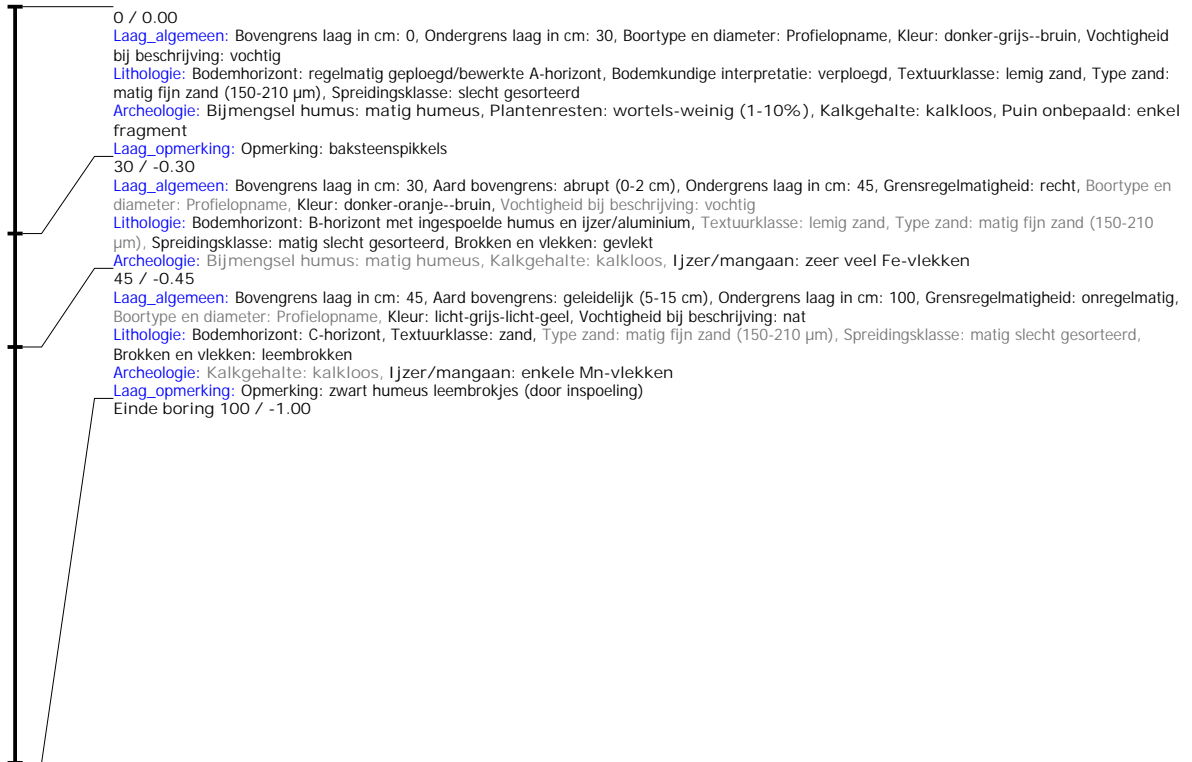 0 / 0.00
Laag_algemeen: Bovengrens laag in cm: 0, Ondergrens laag in cm: 30, Boortype en diameter: Profielopname, Kleur: donker-grijs--bruin, Vochtigheid
bij beschrijving: vochtig
Lithologie: Bodemhorizont: regelmatig geploegd/bewerkte A-horizont, Bodemkundige interpretatie: verploegd, Textuurklasse: lemig zand, Type zand:
matig fijn zand (150-210 µm), Spreidingsklasse: slecht gesorteerd
Archeologie: Bijmengsel humus: matig humeus, Plantenresten: wortels-weinig (1-10%), Kalkgehalte: kalkloos, Puin onbepaald: enkel
fragment
Laag_opmerking: Opmerking: baksteenspikkels
30 / -0.30
Laag_algemeen: Bovengrens laag in cm: 30, Aard bovengrens: abrupt (0-2 cm), Ondergrens laag in cm: 45, Grensregelmatigheid: recht, Boortype en
diameter: Profielopname, Kleur: donker-oranje--bruin, Vochtigheid bij beschrijving: vochtig
Lithologie: Bodemhorizont: B-horizont met ingespoelde humus en ijzer/aluminium, Textuurklasse: lemig zand, Type zand: matig fijn zand (150-210
µm), Spreidingsklasse: matig slecht gesorteerd, Brokken en vlekken: gevlekt
Archeologie: Bijmengsel humus: matig humeus, Kalkgehalte: kalkloos, Ijzer/mangaan: zeer veel Fe-vlekken
45 / -0.45
Laag_algemeen: Bovengrens laag in cm: 45, Aard bovengrens: geleidelijk (5-15 cm), Ondergrens laag in cm: 100, Grensregelmatigheid: onregelmatig,
Boortype en diameter: Profielopname, Kleur: licht-grijs-licht-geel, Vochtigheid bij beschrijving: nat
Lithologie: Bodemhorizont: C-horizont, Textuurklasse: zand, Type zand: matig fijn zand (150-210 µm), Spreidingsklasse: matig slecht gesorteerd,
Brokken en vlekken: leembrokken
Archeologie: Kalkgehalte: kalkloos, Ijzer/mangaan: enkele Mn-vlekken
Laag_opmerking: Opmerking: zwart humeus leembrokjes (door inspoeling)
Einde boring 100 / -1.00